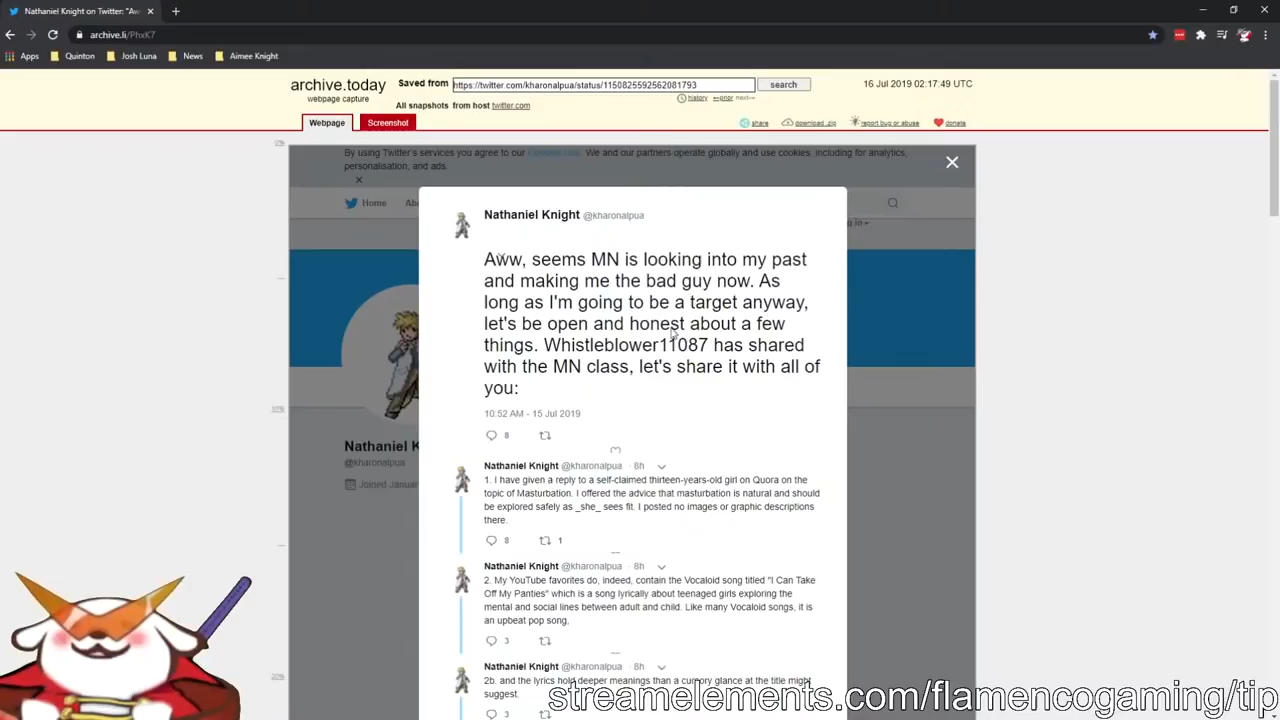 Nathaniel Knight on Twitter: "Aw
archive.li/PhxK7
Apps Quinton Josh Luna News Aimee Knight
archive.today
webpage capture
Saved from https://twitter.com/kharonalpua/status/1150825592562081793 search
16 Jul 2019 02:17:49 UTC
history ←prior next→
All snapshots from host twitter.com
Webpage Screenshot
share download .zip report bug or abuse donate
By using Twitter's services you agree to our We and our partners operate globally and use cookies, including for analytics,
personalisation, and ads.
Home
Nathaniel Knight @kharonalpua
Aww, seems MN is looking into my past
and making me the bad guy now. As
long as I'm going to be a target anyway,
let's be open and honest about a few
things. Whistleblower11087 has shared
with the MN class, let's share it with all of
you:
10:52 AM - 15 Jul 2019
8
Nathaniel K
@kharonalpua
Nathaniel Knight @kharonalpua · 8h
1. I have given a reply to a self-claimed thirteen-years-old girl on Quora on the
topic of Masturbation. I offered the advice that masturbation is natural and should
be explored safely as _she_ sees fit. I posted no images or graphic descriptions
there.
8 1
Nathaniel Knight @kharonalpua · 8h
2. My YouTube favorites do, indeed, contain the Vocaloid song titled "I Can Take
Off My Panties" which is a song lyrically about teenaged girls exploring the
mental and social lines between adult and child. Like many Vocaloid songs, it is
an upbeat pop song,
3
Nathaniel Knight @kharonalpua · 8h
2b. and the lyrics hold deeper meanings than a cursory glance at the title might
suggest.
3
streamelements.com/flamencogaming/tip